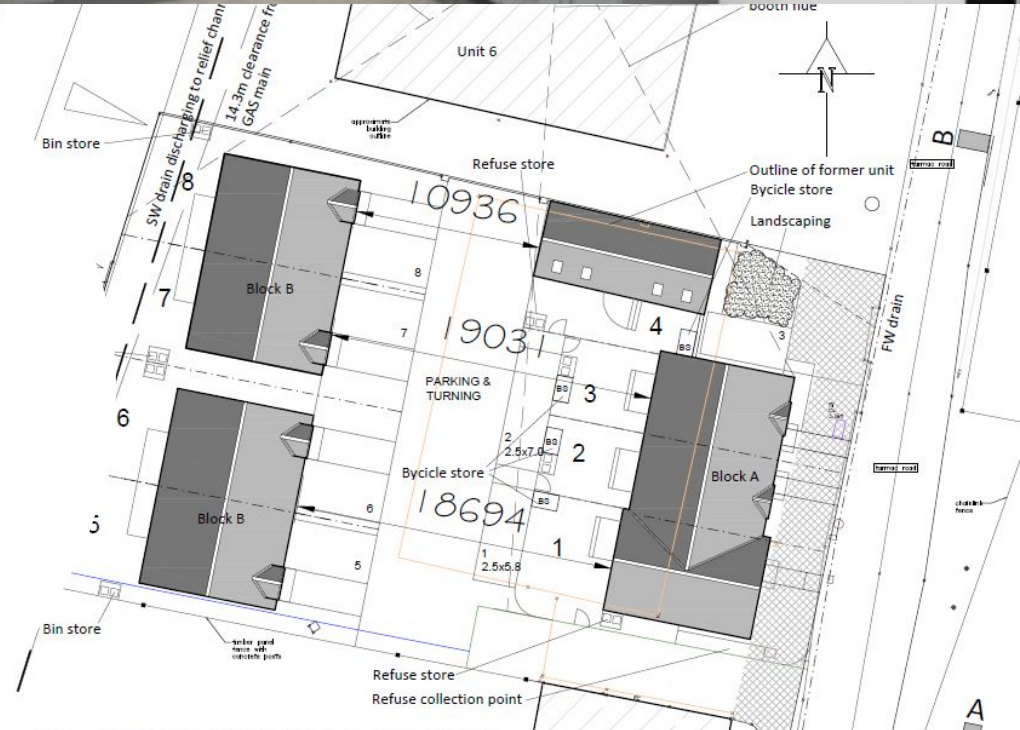 booth flue
Unit 6
SW drain discharging to relief chann
14.3m clearance fro
GAS main
approximate
building
outline
N
B
tarmac road
Bin store
Refuse store
Outline of former unit
Bycicle store
Landscaping
8
10936
Block B
8
7
7
19031
4
BS
3
FW drain
PARKING &
TURNING
BS
3
6
2
2.5x7.0
BS
2
Bycicle store
Block A
tarmac road
18694
BS
Block B
6
5
1
2.5x5.8
1
5
chainlink
fence
Bin store
timber panel
fence with
concrete posts
Refuse store
Refuse collection point
A